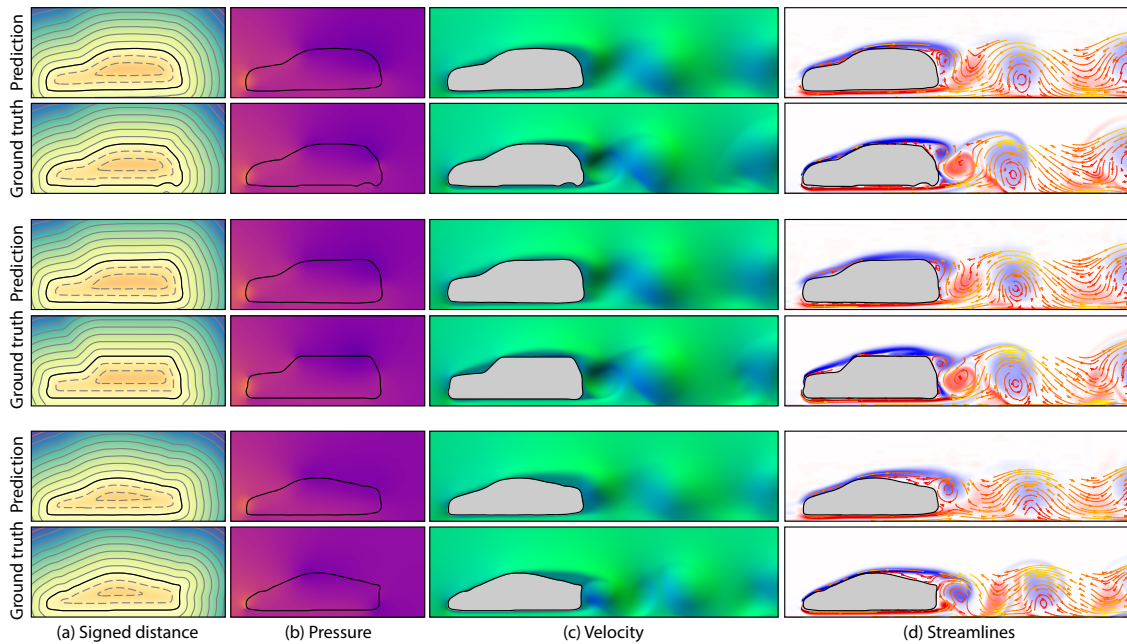 Prediction
Ground truth
Prediction
Ground truth
Prediction
Ground truth
(a) Signed distance (b) Pressure (c) Velocity (d) Streamlines